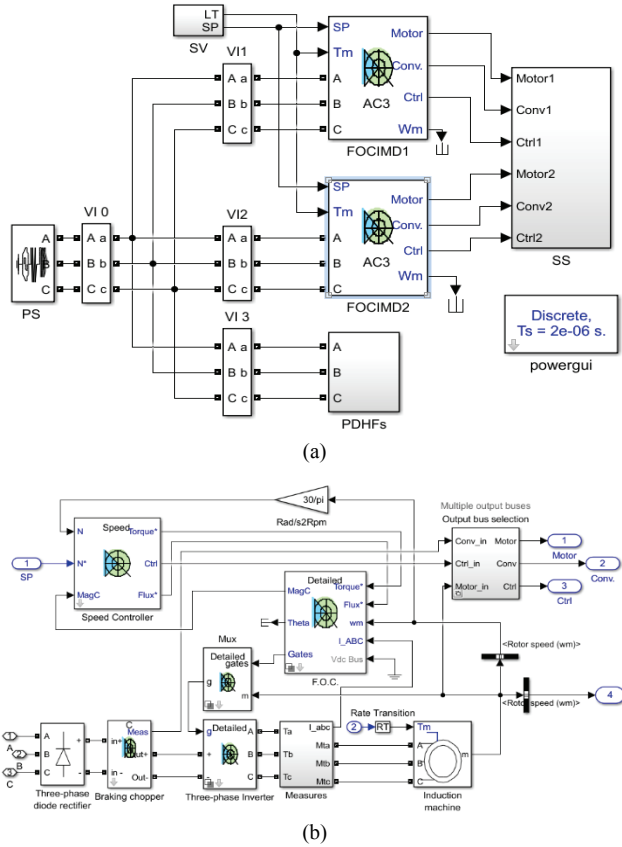 LT
SP
SV
VI1
A a
B b
C c
SP
Tm
A
B
C
Motor
Conv.
Ctrl
Wm
AC3
FOCIMD1
Motor1
Conv1
Ctrl1
Motor2
Conv2
Ctrl2
SS
VI 0
A
B
C
PS
A a
B b
C c
VI2
A a
B b
C c
SP
Tm
A
B
C
Motor
Conv.
Ctrl
Wm
AC3
FOCIMD2
VI 3
A a
B b
C c
A
B
C
PDHFs
Discrete,
Ts = 2e-06 s.
powergui
(a)
30/pi
Rad/s2Rpm
N
N*
MagC
Speed
Torque*
Ctrl
Flux*
Speed Controller
1
SP
Multiple output buses
Output bus selection
Conv_in
Ctrl_in
Motor_in
Motor
Conv
Ctrl
1
Motor
2
Conv.
3
Ctrl
MagC
Theta
Gates
Detailed
Torque*
Flux*
wm
I_ABC
Vdc Bus
F.O.C.
Mux
Detailed
gates
g
m
<Rotor speed (wm)>
<Rotor speed (wm)>
4
1
A
2
B
3
C
A
B
C
+
-
Three-phase
diode rectifier
C
Meas
in+
in -
Out+
Out-
Braking chopper
g
Detailed
+
-
A
B
C
Three-phase Inverter
Ta
Tb
Tc
I_abc
Mta
Mtb
Mtc
Measures
Rate Transition
2
RT
Tm
A
B
C
m
Induction
machine
(b)